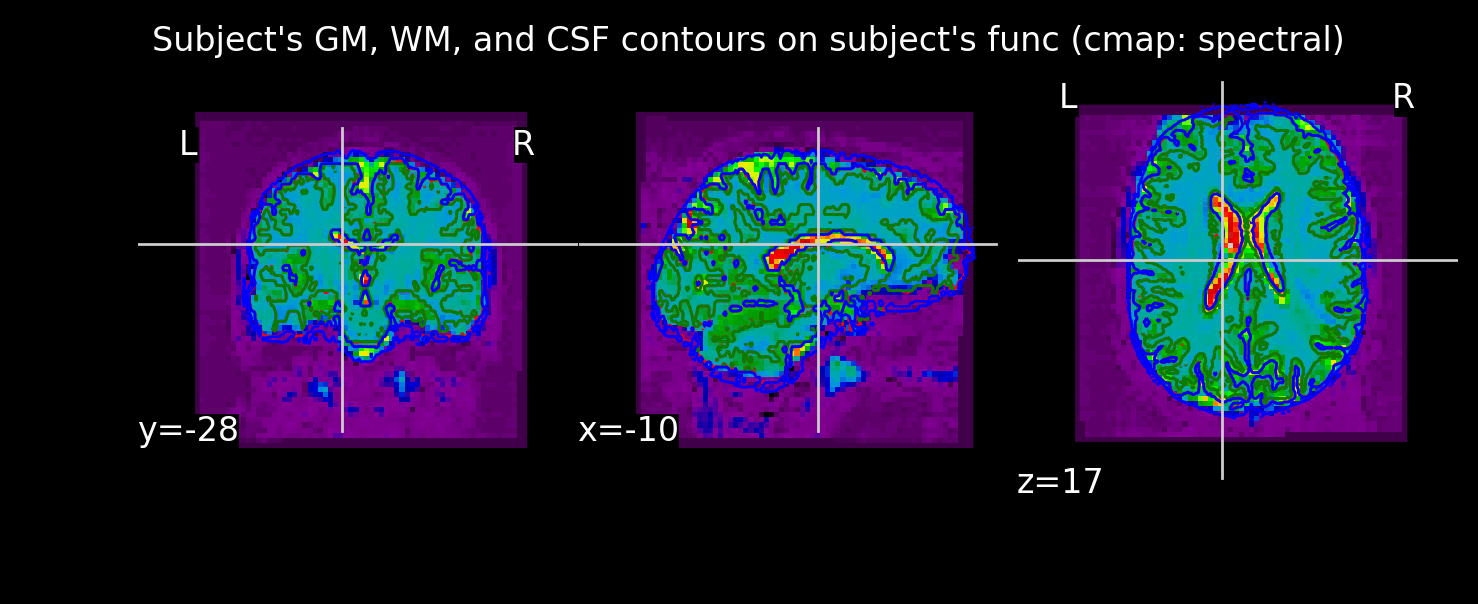 Subject's GM, WM, and CSF contours on subject's func (cmap: spectral)
L R
L R
y=-28
x=-10
z=17